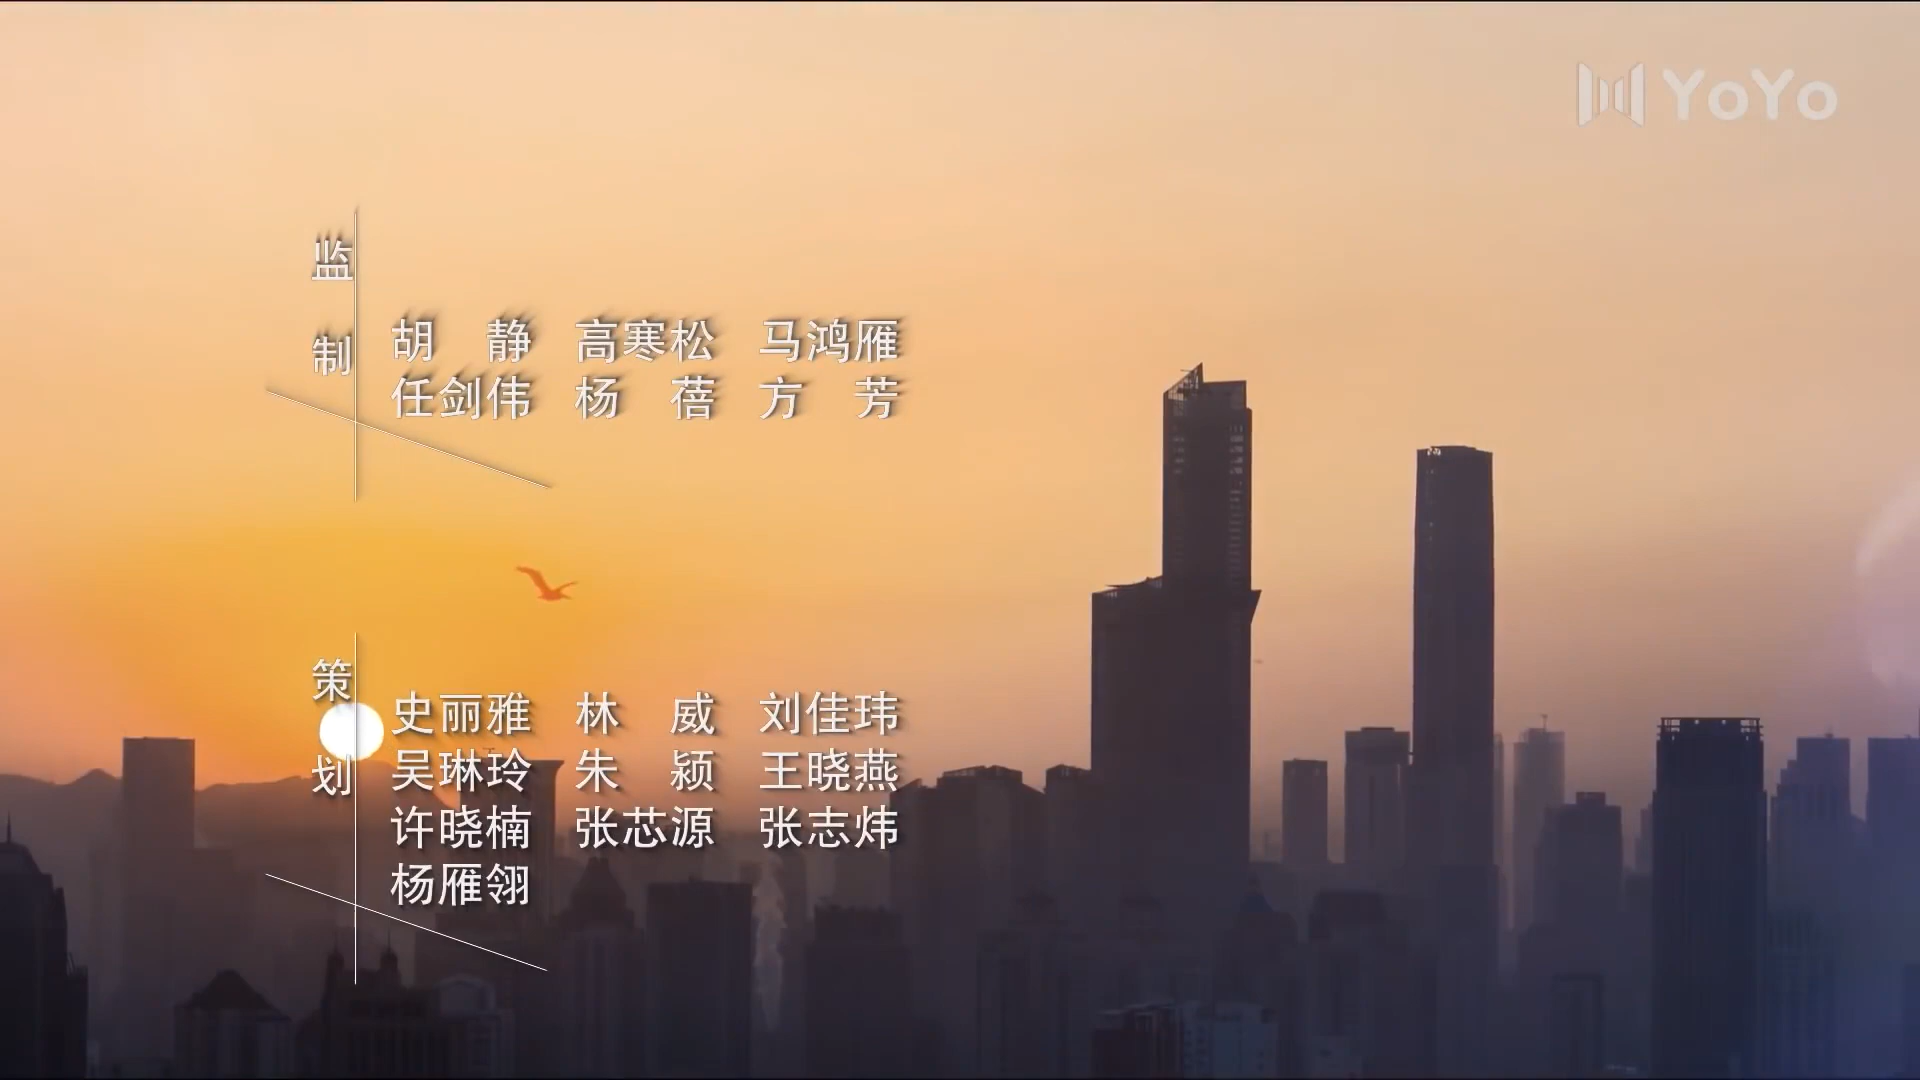 YoYo
监制
胡静 高寒松 马鸿雁
任剑伟 杨蓓 方芳
策划
史丽雅 林威 刘佳玮
吴琳玲 朱颍 王晓燕
许晓楠 张芯源 张志炜
杨雁翎